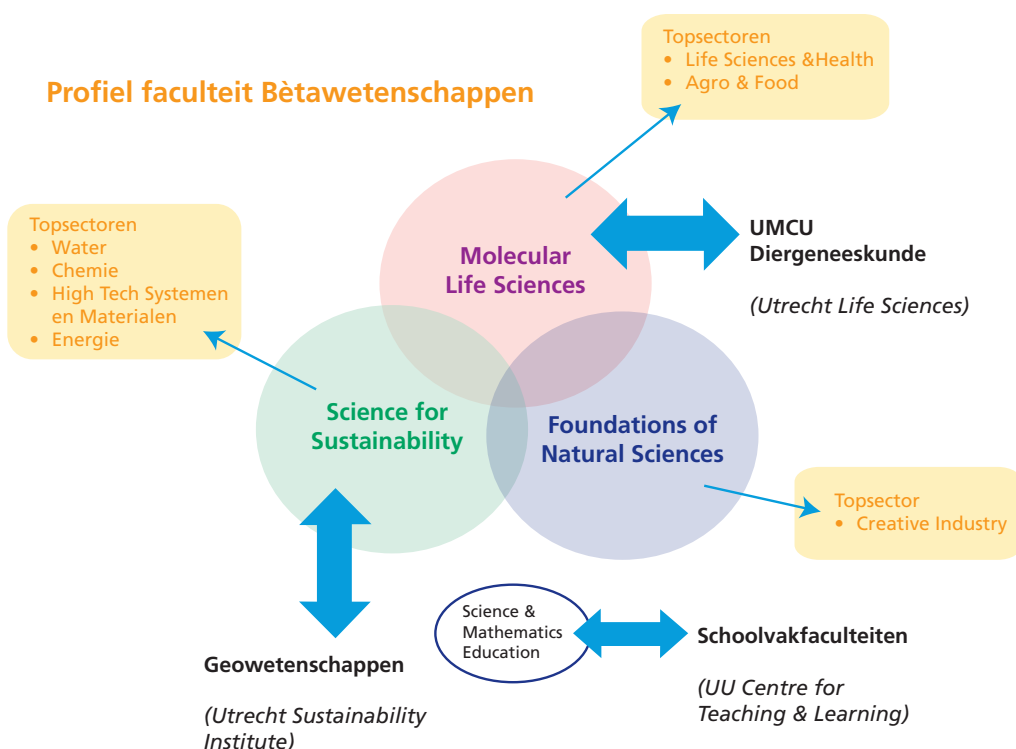 Profiel faculteit Bètawetenschappen
Topsectoren
• Life Sciences &Health
• Agro & Food
Topsectoren
• Water
• Chemie
• High Tech Systemen
en Materialen
• Energie
Molecular
Life Sciences
UMCU
Diergeneeskunde
(Utrecht Life Sciences)
Science for
Sustainability
Foundations of
Natural Sciences
Topsector
• Creative Industry
Science &
Mathematics
Education
Schoolvakfaculteiten
(UU Centre for
Teaching & Learning)
Geowetenschappen
(Utrecht Sustainability
Institute)